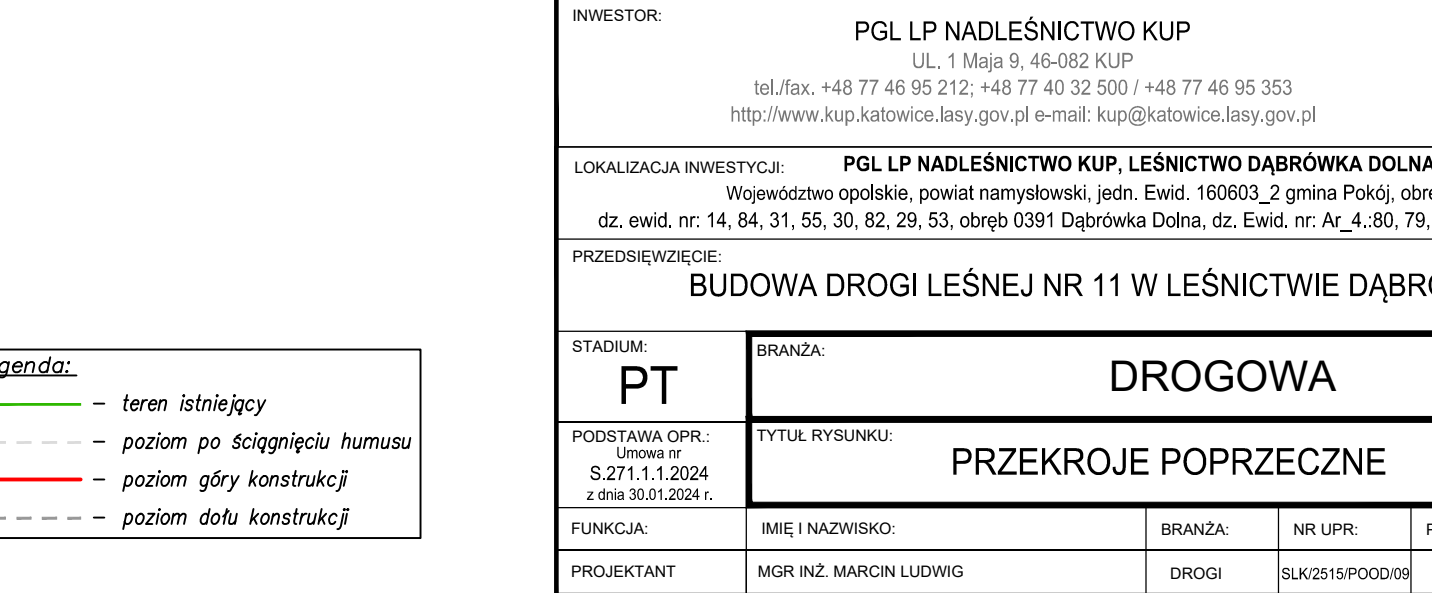 INWESTOR:
PGL LP NADLEŚNICTWO KUP
UL. 1 Maja 9, 46-082 KUP
tel./fax. +48 77 46 95 212; +48 77 40 32 500 / +48 77 46 95 353
http://www.kup.katowice.lasy.gov.pl e-mail: kup@katowice.lasy.gov.pl
LOKALIZACJA INWESTYCJI: PGL LP NADLEŚNICTWO KUP, LEŚNICTWO DĄBRÓWKA DOLNA
Województwo opolskie, powiat namysłowski, jedn. Ewid. 160603_2 gmina Pokój,
dz. ewid. nr: 14, 84, 31, 55, 30, 82, 29, 53, obręb 0391 Dąbrówka Dolna, dz. Ewid. nr: Ar_4.:80, 79,
PRZEDSIĘWZIĘCIE:
BUDOWA DROGI LEŚNEJ NR 11 W LEŚNICTWIE
STADIUM:
PT
BRANŻA:
DROGOWA
PODSTAWA OPR.:
Umowa nr
S.271.1.1.2024
z dnia 30.01.2024 r.
TYTUŁ RYSUNKU:
PRZEKROJE POPRZECZNE
FUNKCJA: IMIĘ I NAZWISKO: BRANŻA: NR UPR:
PROJEKTANT MGR INŻ. MARCIN LUDWIG DROGI SLK/2515/POOD/09
genda:
– teren istniejący
– poziom po ściągnięciu humusu
– poziom góry konstrukcji
– poziom dołu konstrukcji